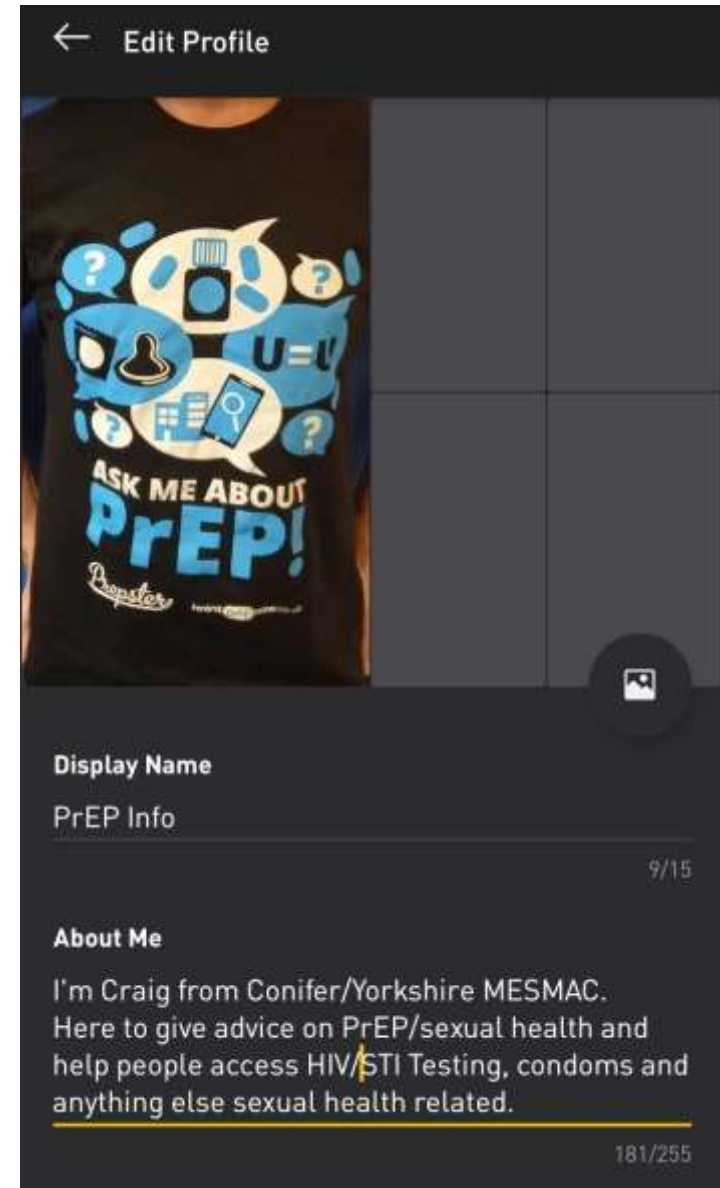 Edit Profile
?
?
U=U
?
?
ASK ME ABOUT
PrEP!
Prepster
Display Name
PrEP Info
9/15
About Me
I'm Craig from Conifer/Yorkshire MESMAC.
Here to give advice on PrEP/sexual health and
help people access HIV/STI Testing, condoms and
anything else sexual health related.
181/255